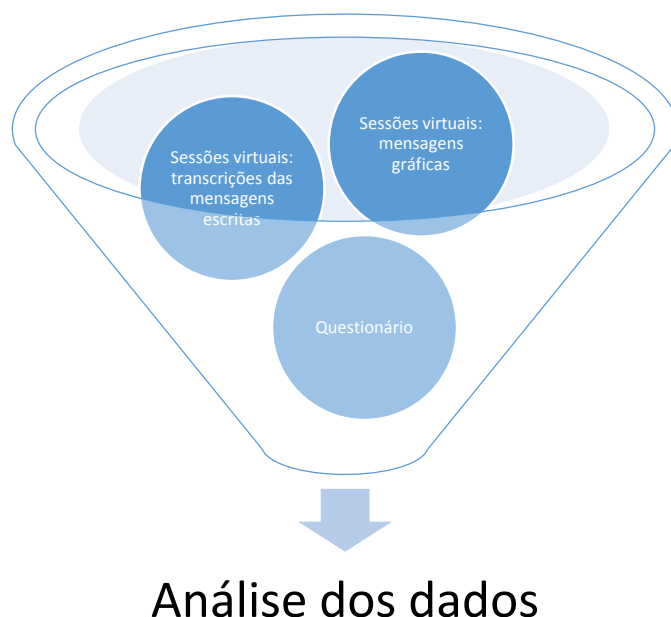 Sessões virtuais:
mensagens
gráficas
Sessões virtuais:
transcrições das
mensagens
escritas
Questionário
Análise dos dados